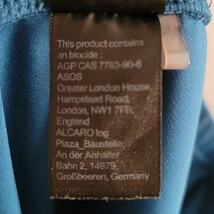 This product contains
an blocide:
AGP CAS 7783-90-6
ASOS
Greater London House,
Hampstead Road,
London, NW1 7FB,
England
ALCARO log
Plaza_Baustelle,
An der Anhalter
Bahn 2, 14979,
Großbeeren, Germany